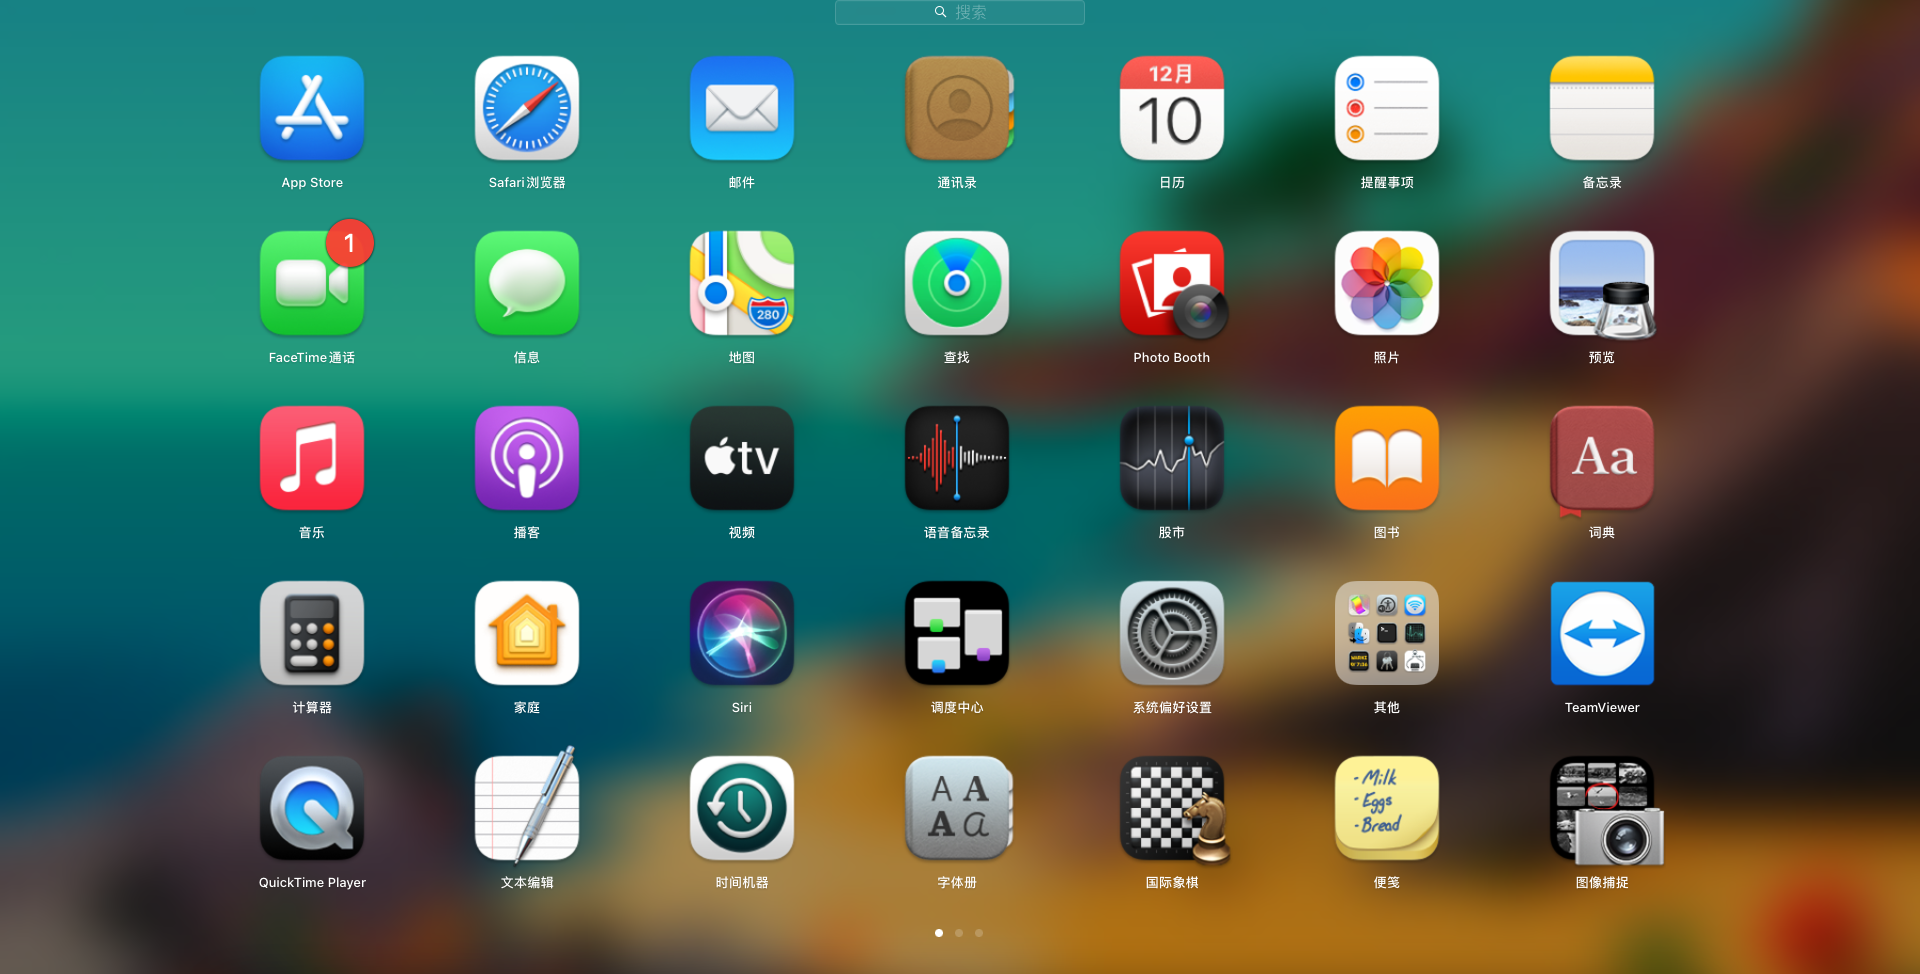 搜索
12月
10
App Store
Safari浏览器
邮件
通讯录
日历
提醒事项
备忘录
1
280
FaceTime通话
信息
地图
查找
Photo Booth
照片
预览
tv
Aa
音乐
播客
视频
语音备忘录
股市
图书
词典
计算器
家庭
Siri
调度中心
系统偏好设置
其他
TeamViewer
A A
A a
- Milk
- Eggs
- Bread
QuickTime Player
文本编辑
时间机器
字体册
国际象棋
便笺
图像捕捉